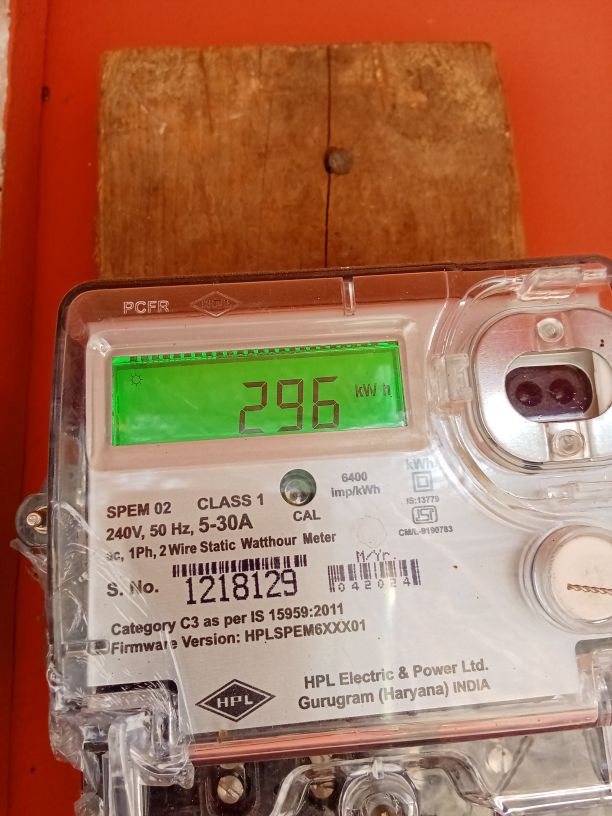 PCFR HPL
296 kWh
SPEM 02 CLASS 1
240V, 50 Hz, 5-30A
CAL
6400
imp/kWh
kWh
IS:13779
CM/L-9190783
ac, 1Ph, 2 Wire Static Watthour Meter
M/Yr.
S. No. 1218129
042024
Category C3 as per IS 15959:2011
Firmware Version: HPLSPEM6XXX01
HPL
HPL Electric & Power Ltd.
Gurugram (Haryana) INDIA